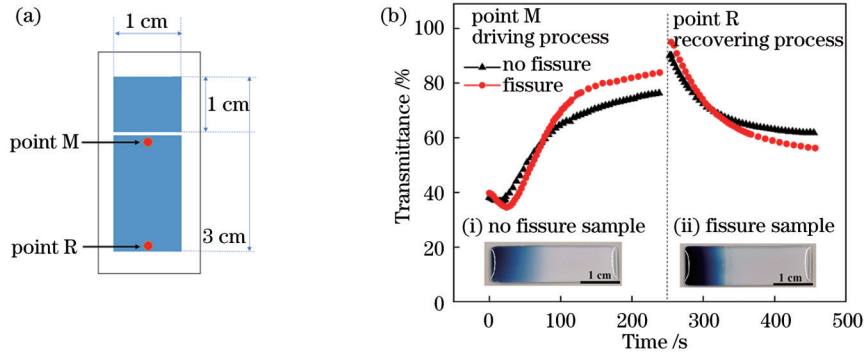 (a)
1 cm
1 cm
point M
point R
3 cm
(b)
point M
driving process
no fissure
fissure
point R
recovering process
Transmittance /%
100
80
60
40
20
0
(i) no fissure sample
1 cm
(ii) fissure sample
1 cm
0
100
200
300
400
500
Time /s